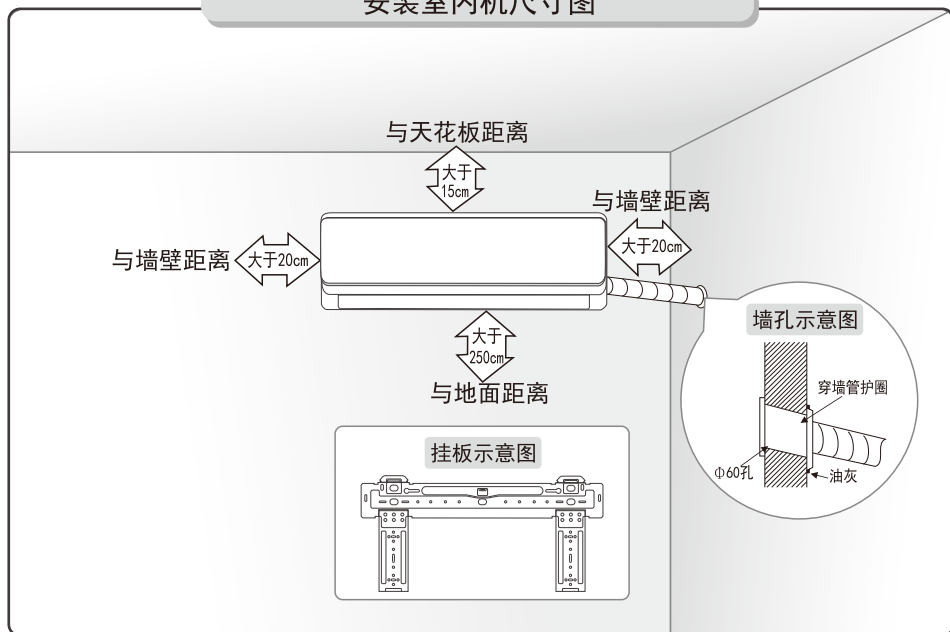 安装室内机尺寸图
与天花板距离
大于
15cm
与墙壁距离
大于20cm
与墙壁距离
大于20cm
大于
250cm
与地面距离
墙孔示意图
穿墙管护圈
Φ60孔
油灰
挂板示意图